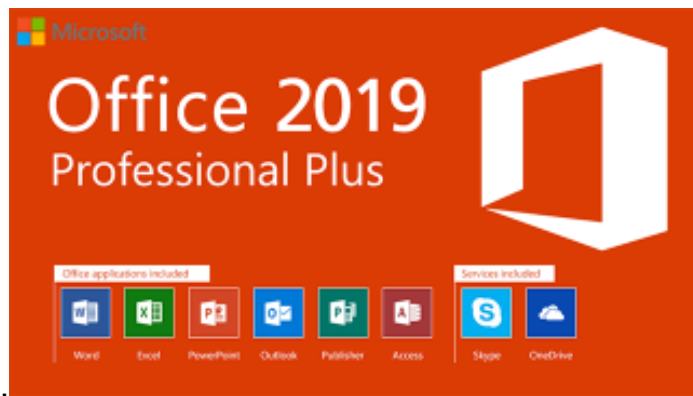 Microsoft
Office 2019
Professional Plus
Office applications included
Services included
Word Excel PowerPoint Outlook Publisher Access Skype OneDrive